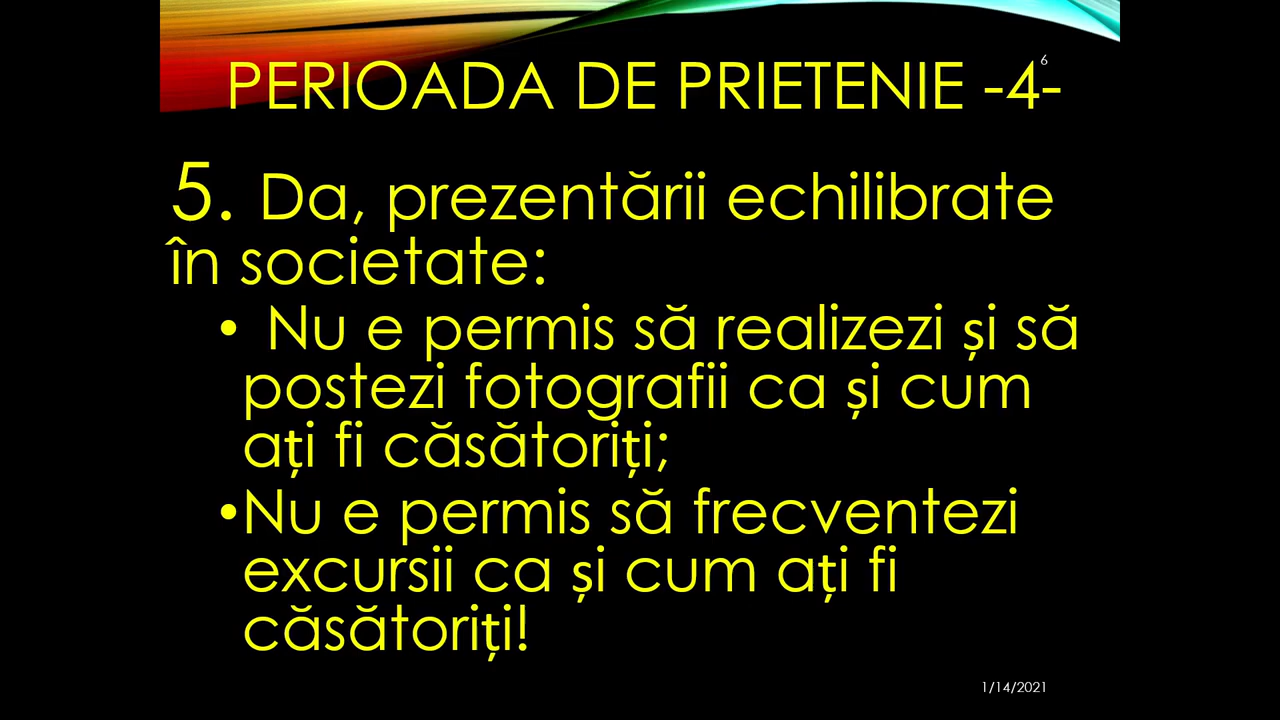 6
PERIOADA DE PRIETENIE -4-
5. Da, prezentării echilibrate
în societate:
• Nu e permis să realizezi și să
postezi fotografii ca și cum
ați fi căsătoriți;
•Nu e permis să frecventezi
excursii ca și cum ați fi
căsătoriți!
1/14/2021